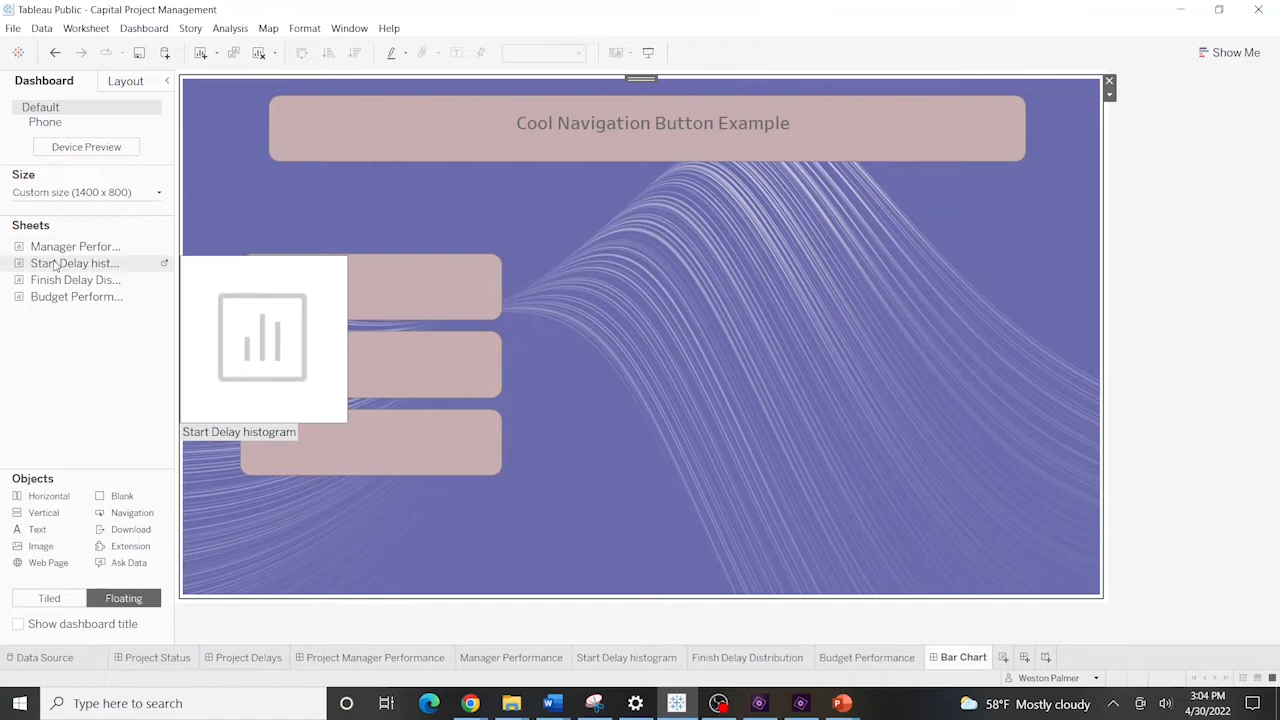 Tableau Public - Capital Project Management
File Data Worksheet Dashboard Story Analysis Map Format Window Help
Show Me
Dashboard Layout
Default
Phone
Device Preview
Size
Custom size (1400 x 800)
Sheets
Manager Perfor...
Start Delay hist...
Finish Delay Dis...
Budget Perform...
Cool Navigation Button Example
Start Delay histogram
Objects
Horizontal Blank
Vertical Navigation
Text Download
Image Extension
Web Page Ask Data
Tiled Floating
Show dashboard title
Data Source Project Status Project Delays Project Manager Performance Manager Performance Start Delay histogram Finish Delay Distribution Budget Performance Bar Chart
Weston Palmer
Type here to search
58°F Mostly cloudy
3:04 PM
4/30/2022